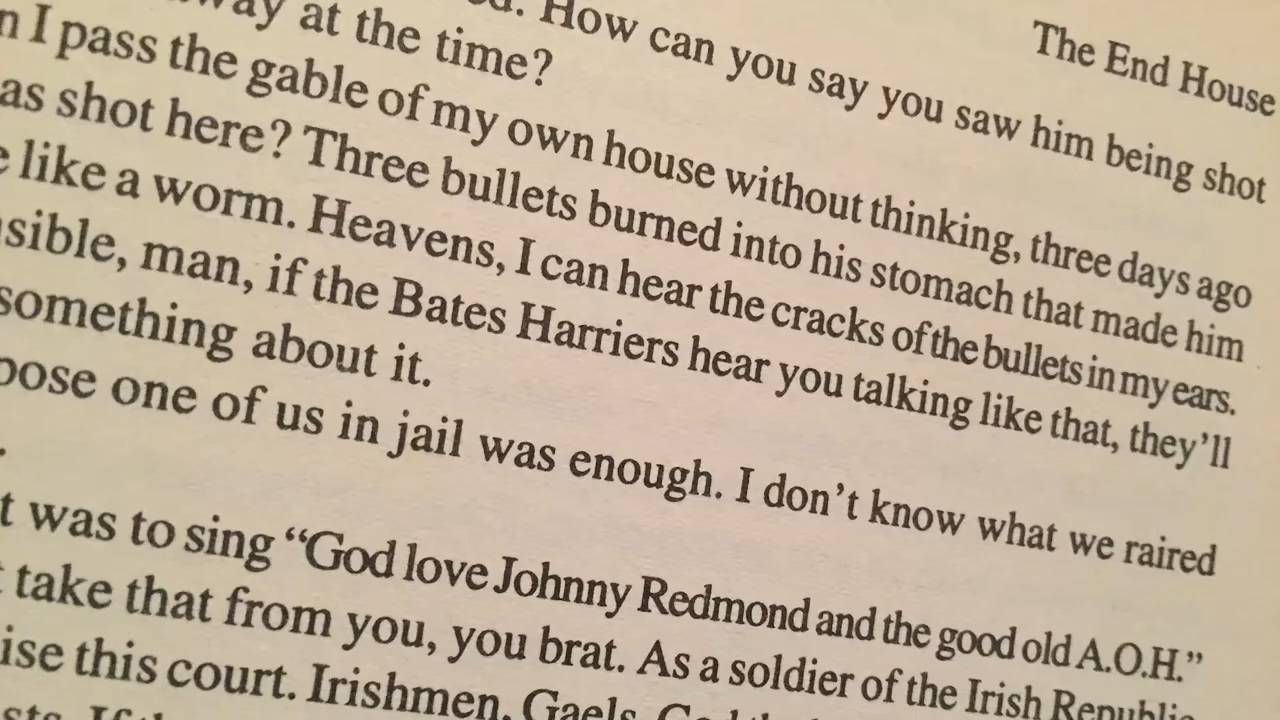 The End House
How can you say you saw him being shot
way at the time?
n I pass the gable of my own house without thinking, three days ago
as shot here? Three bullets burned into his stomach that made him
e like a worm. Heavens, I can hear the cracks of the bullets in my ears.
sible, man, if the Bates Harriers hear you talking like that, they’ll
something about it.
pose one of us in jail was enough. I don’t know what we raired
t was to sing “God love Johnny Redmond and the good old A.O.H.”
take that from you, you brat. As a soldier of the Irish Republic
ise this court. Irishmen, Gaels,